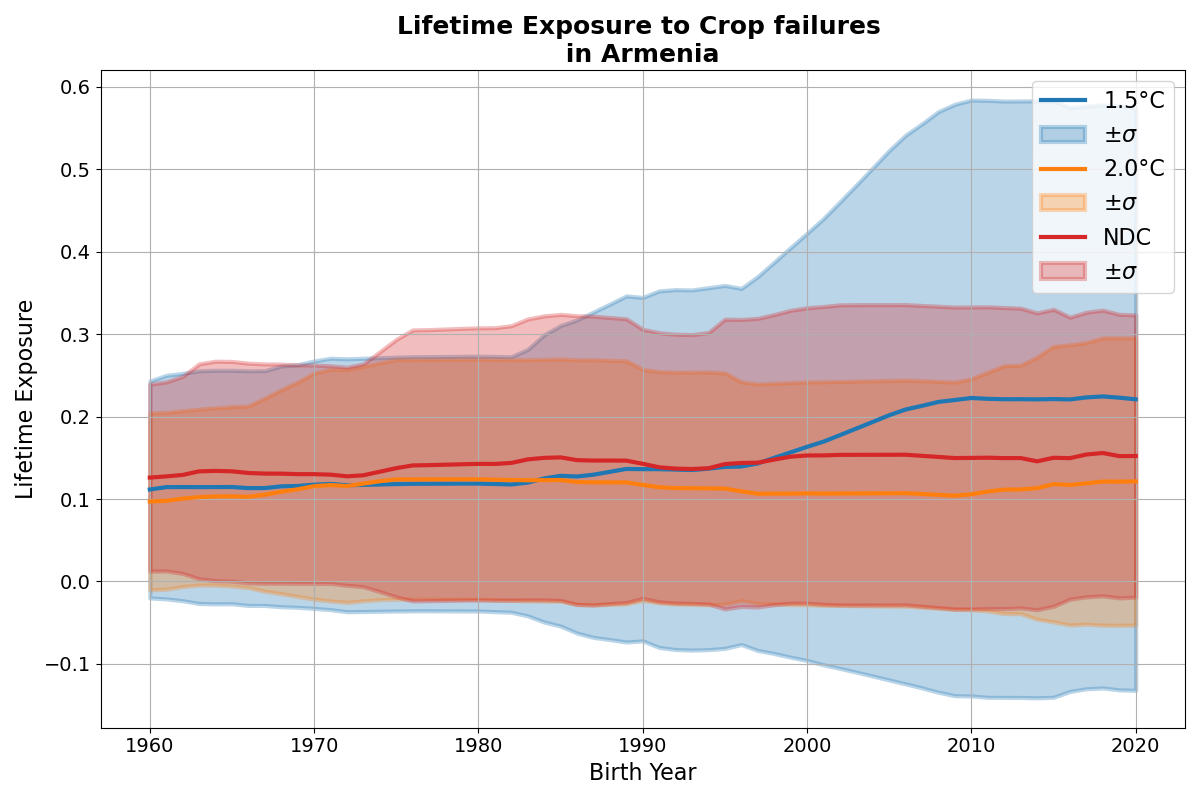 Lifetime Exposure to Crop failures
in Armenia
Lifetime Exposure
0.6
0.5
0.4
0.3
0.2
0.1
0.0
−0.1
1.5°C
±σ
2.0°C
±σ
NDC
±σ
1960 1970 1980 1990 2000 2010 2020
Birth Year